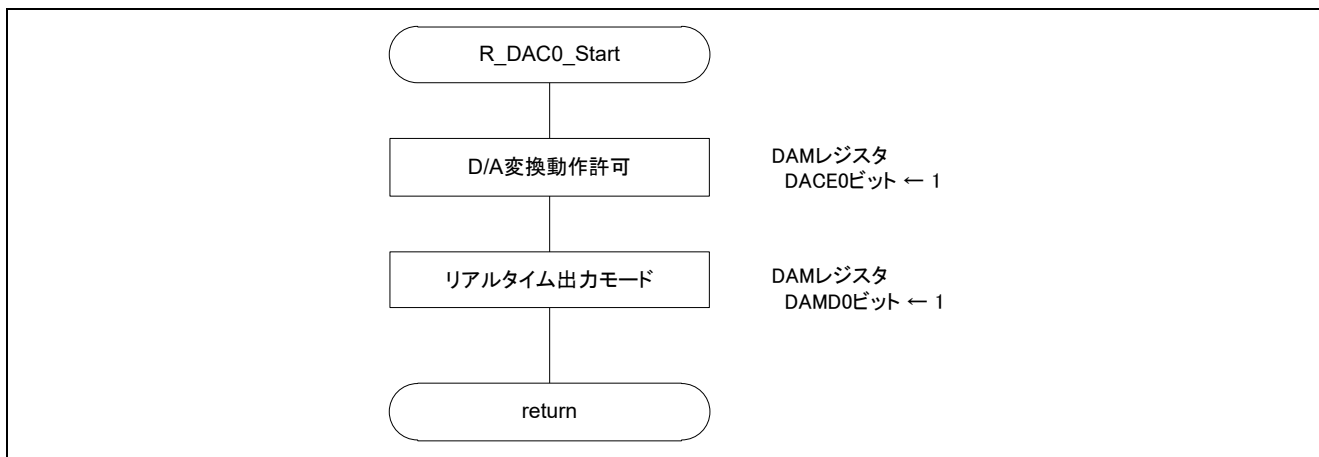 R_DAC0_Start
D/A変換動作許可
DAMレジスタ
DACE0ビット ← 1
リアルタイム出力モード
DAMレジスタ
DAMD0ビット ← 1
return